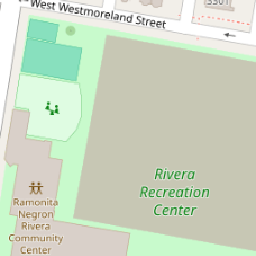 West Westmoreland Street
3301
Rivera
Recreation
Center
Ramonita
Negron
Rivera
Community
Center